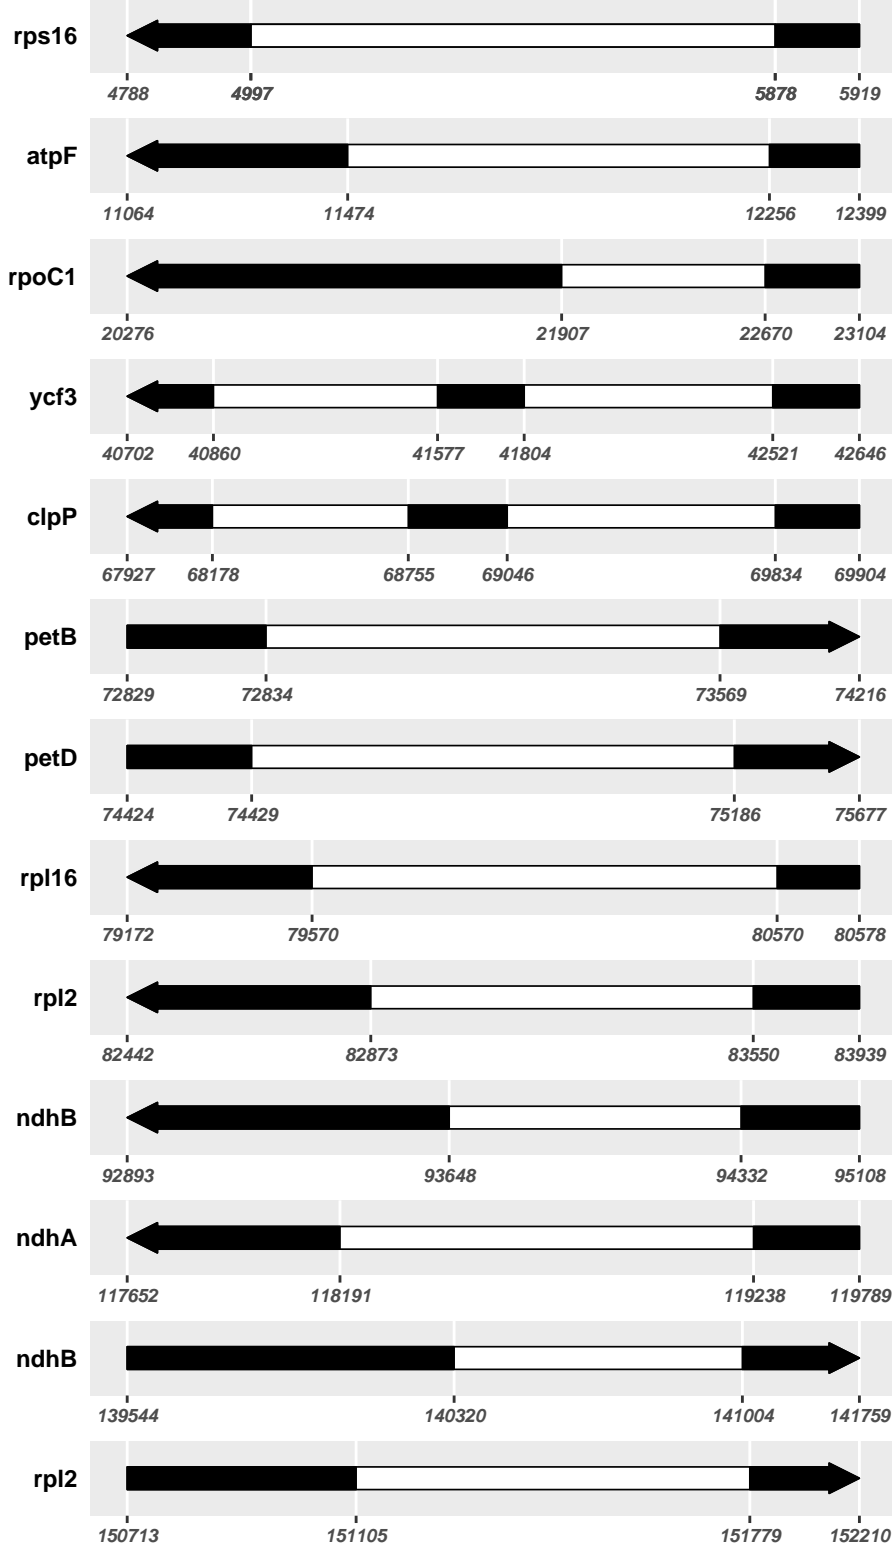 rps16
4788 4997 5878 5919
atpF
11064 11474 12256 12399
rpoC1
20276 21907 22670 23104
ycf3
40702 40860 41577 41804 42521 42646
clpP
67927 68178 68755 69046 69834 69904
petB
72829 72834 73569 74216
petD
74424 74429 75186 75677
rpl16
79172 79570 80570 80578
rpl2
82442 82873 83550 83939
ndhB
92893 93648 94332 95108
ndhA
117652 118191 119238 119789
ndhB
139544 140320 141004 141759
rpl2
150713 151105 151779 152210